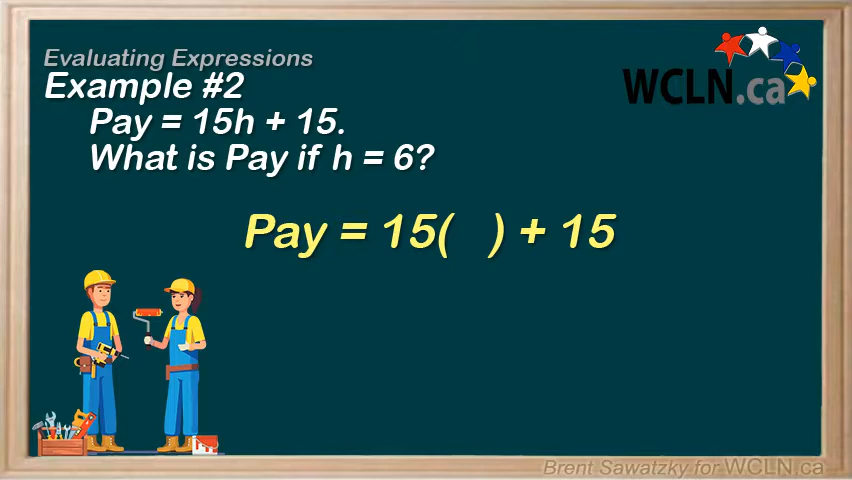 Evaluating Expressions
Example #2
Pay = 15h + 15.
What is Pay if h = 6?
WCLN.ca
Pay = 15(   ) + 15
Brent Sawatzky for WCLN.ca